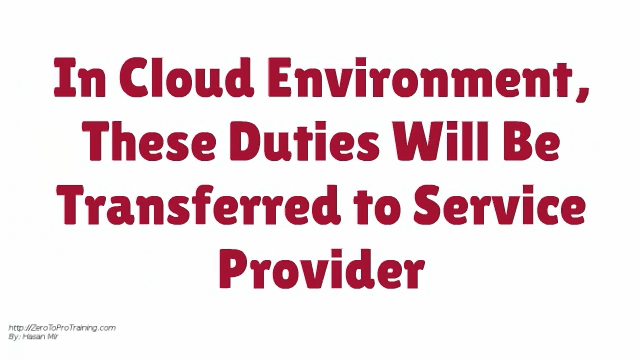 In Cloud Environment,
These Duties Will Be
Transferred to Service
Provider
http://ZeroToProTraining.com
By: Hasan Mir